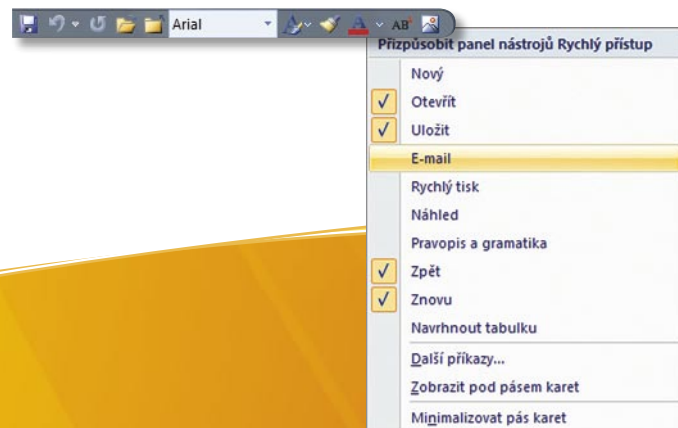 Arial
A
AB
Přizpůsobit panel nástrojů Rychlý přístup
Nový
Otevřít
Uložit
E-mail
Rychlý tisk
Náhled
Pravopis a gramatika
Zpět
Znovu
Navrhnout tabulku
Další příkazy...
Zobrazit pod pásem karet
Minimalizovat pás karet